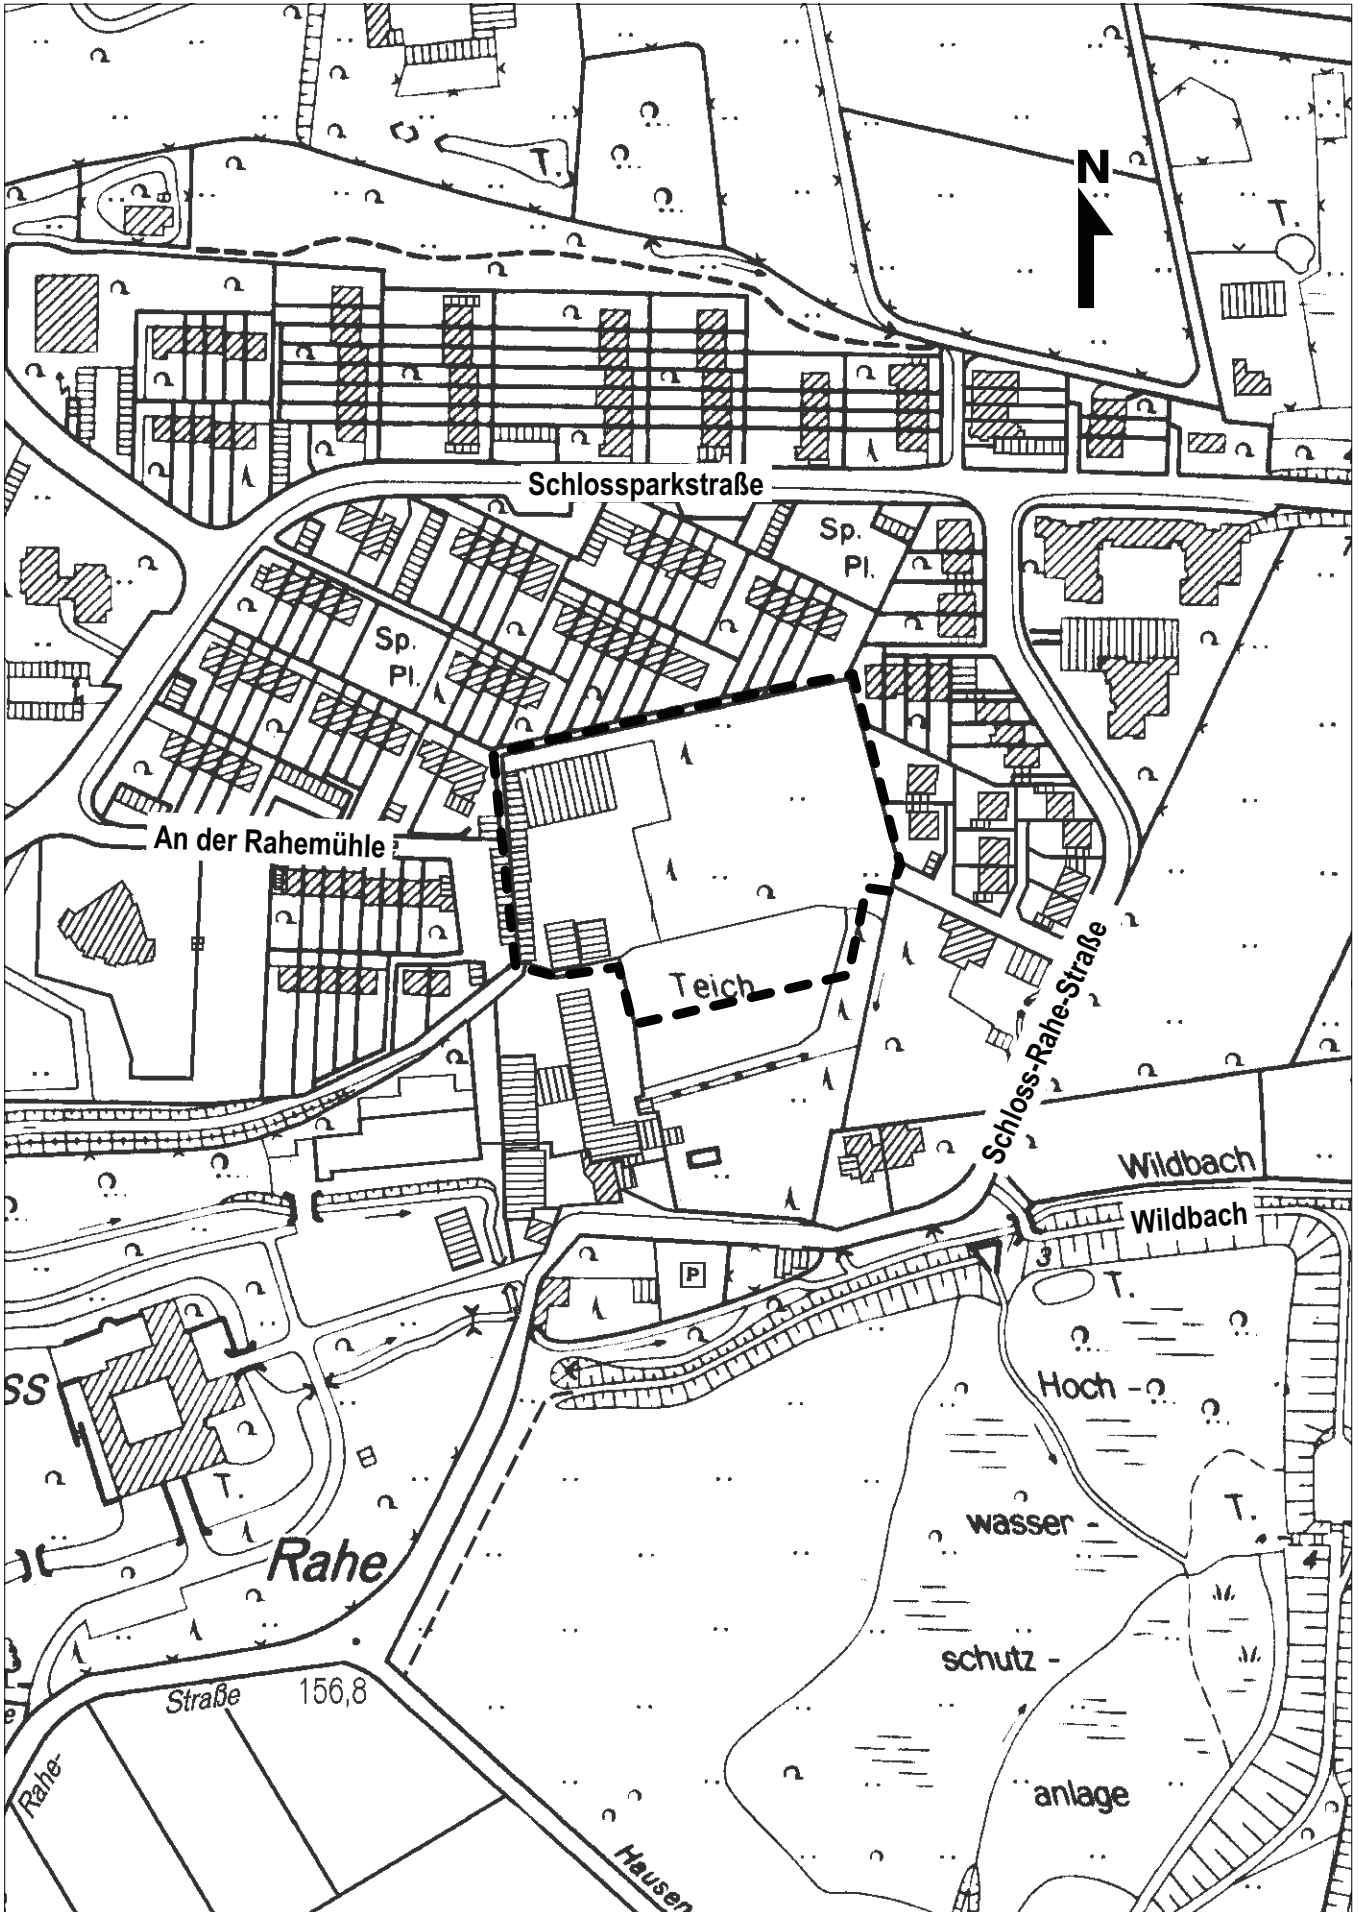 T.
N
T.
Schlossparkstraße
Sp.
Pl.
Sp.
Pl.
An der Rahemühle
Teich
Schloss-Rahe-Straße
Wildbach
Wildbach
3
P
T.
Hoch -
ss
T.
T.
wasser -
Rahe
4
schutz -
Straße
156,8
Rahe-
anlage
Hausen